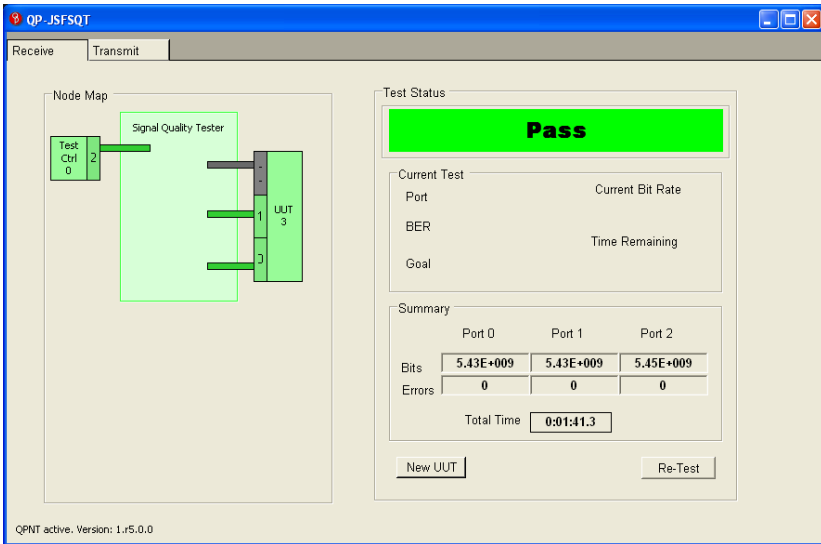 QP-JSFSQT
Receive
Transmit
Node Map
Signal Quality Tester
Test
Ctrl
0
2
-
-
1
UUT
3
Test Status
Pass
Current Test
Port
Current Bit Rate
BER
Time Remaining
Goal
Summary
Port 0 Port 1 Port 2
Bits 5.43E+009 5.43E+009 5.45E+009
Errors 0 0 0
Total Time 0:01:41.3
New UUT
Re-Test
QPNT active. Version: 1.r5.0.0